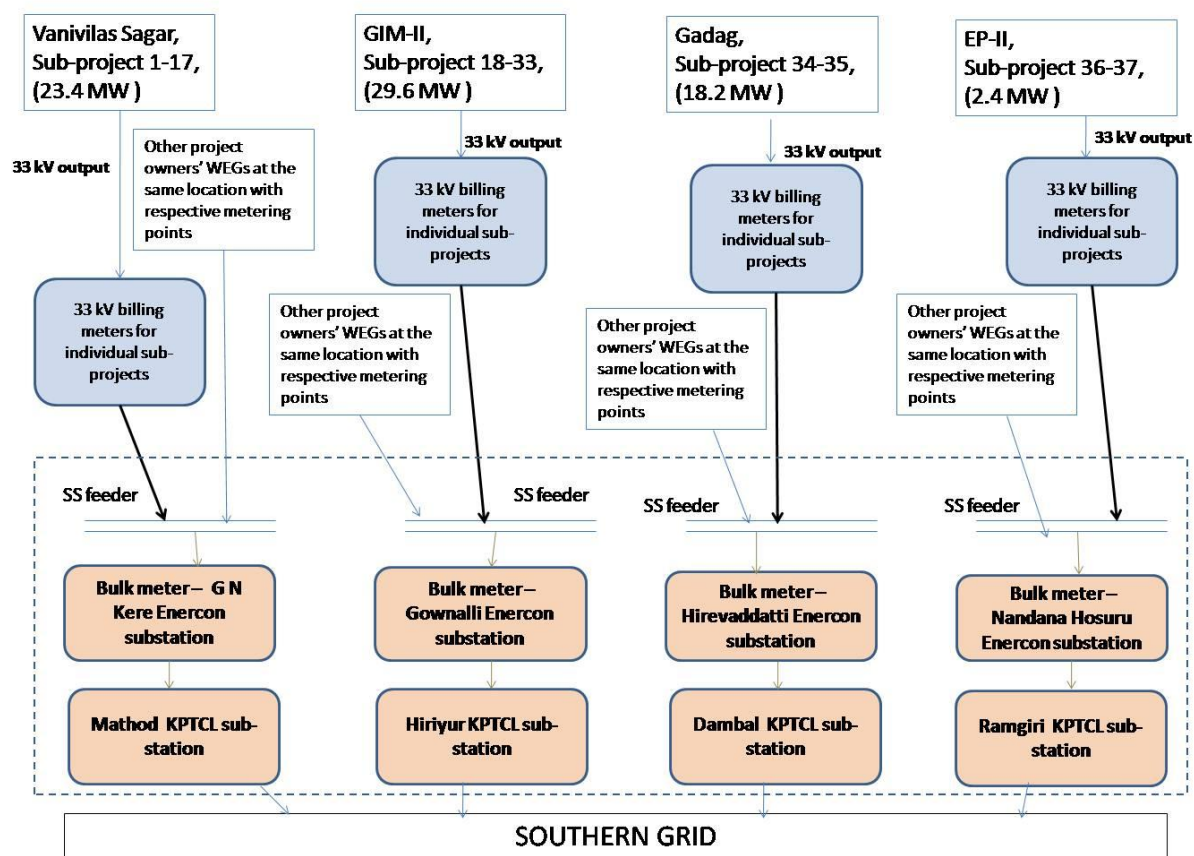 Vanivilas Sagar,
Sub-project 1-17,
(23.4 MW )
GIM-II,
Sub-project 18-33,
(29.6 MW )
Gadag,
Sub-project 34-35,
(18.2 MW )
EP-II,
Sub-project 36-37,
(2.4 MW )
33 kV output
Other project
owners' WEGs at the
same location with
respective metering
points
33 kV output
33 kV output
33 kV output
33 kV billing
meters for
individual sub-
projects
33 kV billing
meters for
individual sub-
projects
33 kV billing
meters for
individual sub-
projects
33 kV billing
meters for
individual sub-
projects
Other project
owners' WEGs at the
same location with
respective metering
points
Other project
owners' WEGs at the
same location with
respective metering
points
Other project
owners' WEGs at the
same location with
respective metering
points
SS feeder
SS feeder
SS feeder
SS feeder
Bulk meter– G N
Kere Enercon
substation
Bulk meter–
Gownalli Enercon
substation
Bulk meter–
Hirevaddatti Enercon
substation
Bulk meter–
Nandana Hosuru
Enercon substation
Mathod KPTCL sub-
station
Hiriyur KPTCL sub-
station
Dambal KPTCL sub-
station
Ramgiri KPTCL sub-
station
SOUTHERN GRID